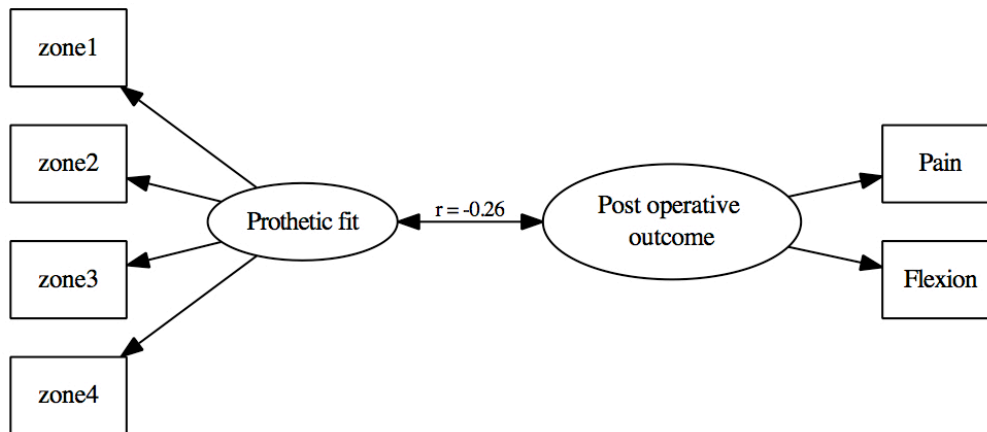 zone1
zone2
zone3
zone4
Prothetic fit
r = -0.26
Post operative
outcome
Pain
Flexion